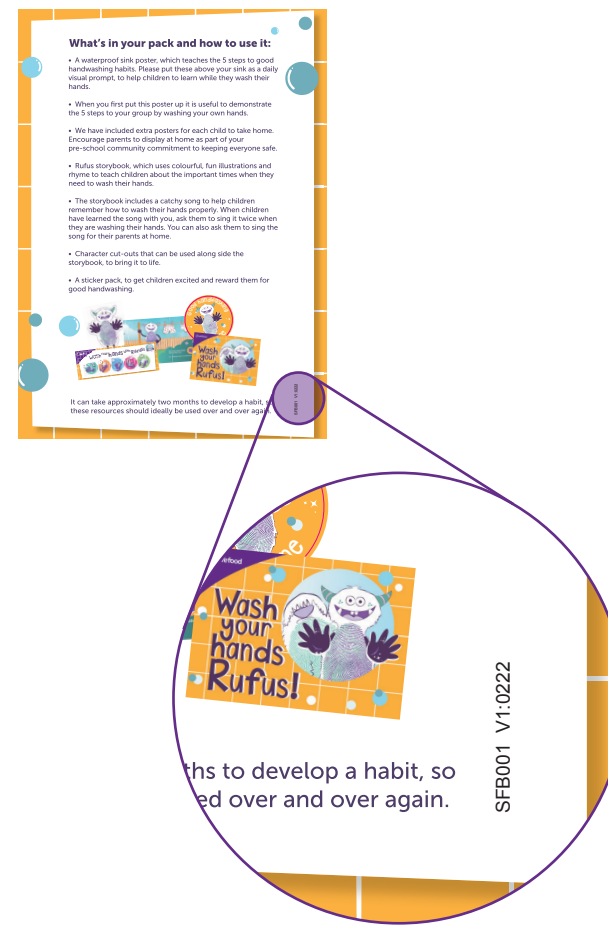 What's in your pack and how to use it:
• A waterproof sink poster, which teaches the 5 steps to good
handwashing habits. Please put these above your sink as a daily
visual prompt, to help children to learn while they wash their
hands.
• When you first put this poster up it is useful to demonstrate
the 5 steps to your group by washing your own hands.
• We have included extra posters for each child to take home.
Encourage parents to display at home as part of your
pre-school community commitment to keeping everyone safe.
• Rufus storybook, which uses colourful, fun illustrations and
rhyme to teach children about the important times when they
need to wash their hands.
• The storybook includes a catchy song to help children
remember how to wash their hands properly. When children
have learned the song with you, ask them to sing it twice when
they are washing their hands. You can also ask them to sing the
song for their parents at home.
• Character cut-outs that can be used along side the
storybook, to bring it to life.
• A sticker pack, to get children excited and reward them for
good handwashing.
Wash
your
hands
Rufus!
It can take approximately two months to develop a habit, so
these resources should ideally be used over and over again.
SFB001 V1:0222
ne
efood
Wash
your
hands
Rufus!
ths to develop a habit, so
ed over and over again.
SFB001 V1:0222